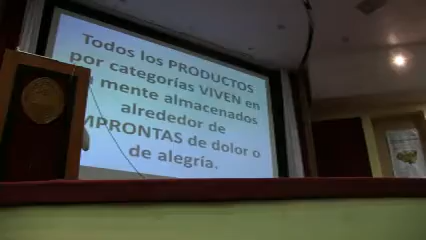 Todos los PRODUCTOS
por categorías VIVEN en
mente almacenados
alrededor de
MPRONTAS de dolor o
de alegría.